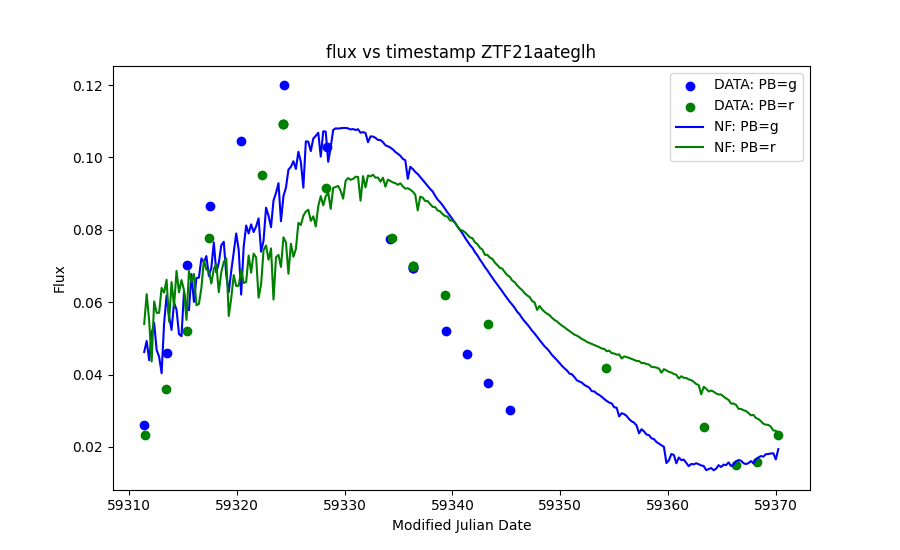 flux vs timestamp ZTF21aateglh
0.12
0.10
0.08
0.06
0.04
0.02
Flux
DATA: PB=g
DATA: PB=r
NF: PB=g
NF: PB=r
59310
59320
59330
59340
59350
59360
59370
Modified Julian Date